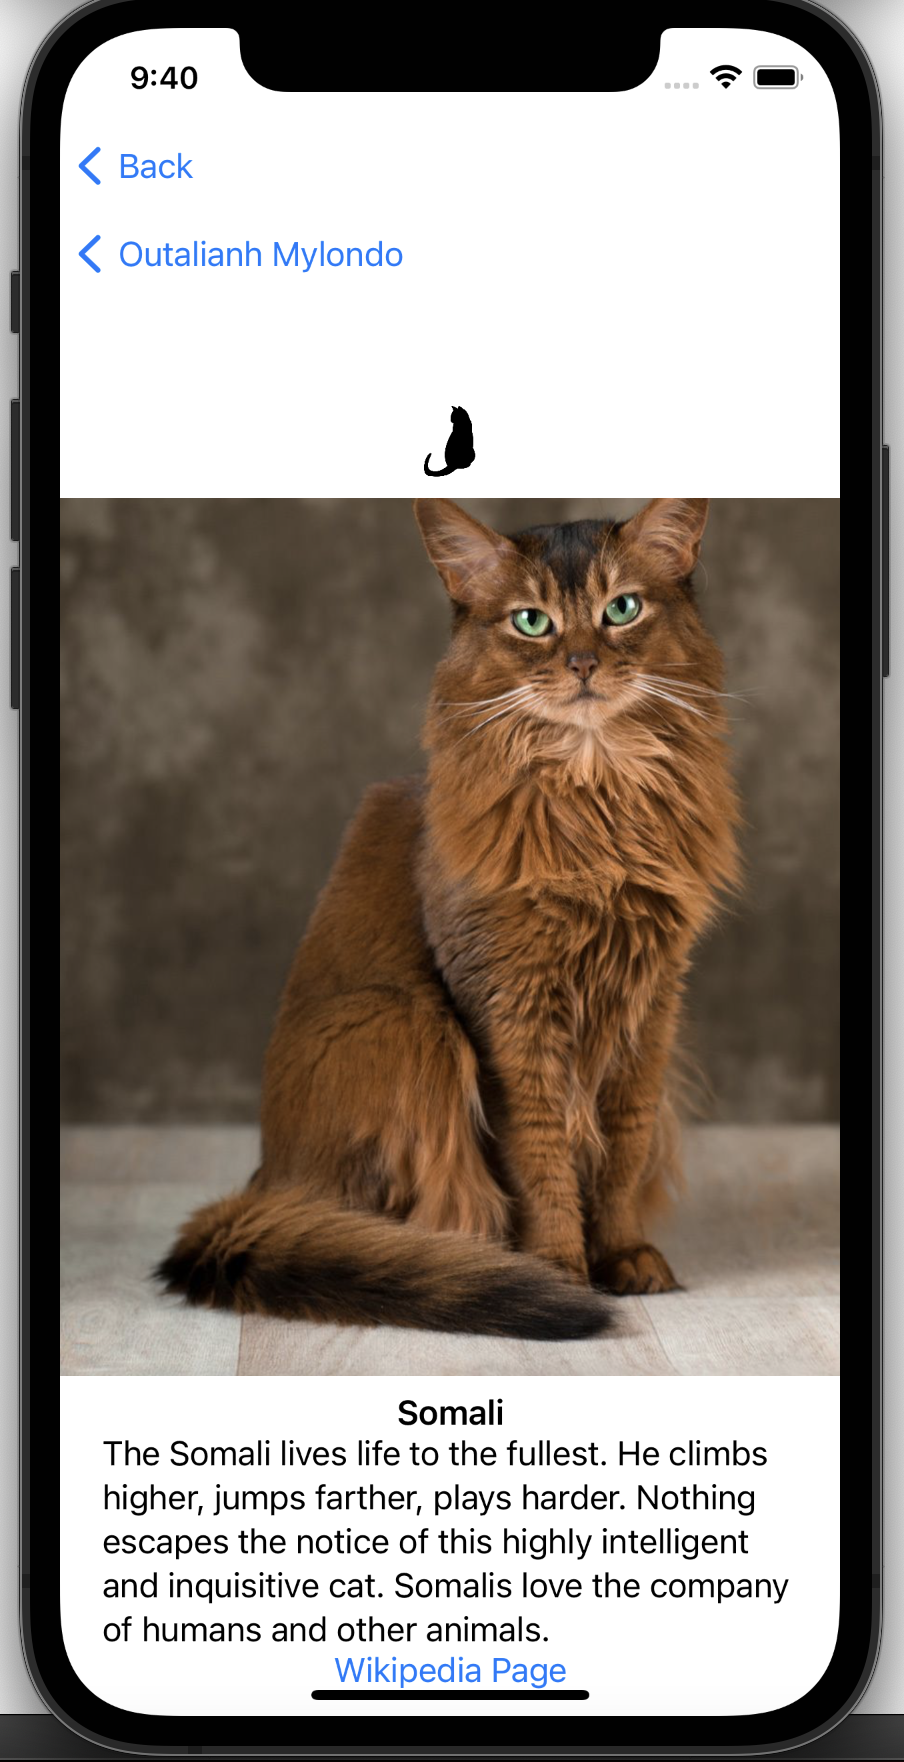 9:40
Back
Outalianh Mylondo
Somali
The Somali lives life to the fullest. He climbs
higher, jumps farther, plays harder. Nothing
escapes the notice of this highly intelligent
and inquisitive cat. Somalis love the company
of humans and other animals.
Wikipedia Page